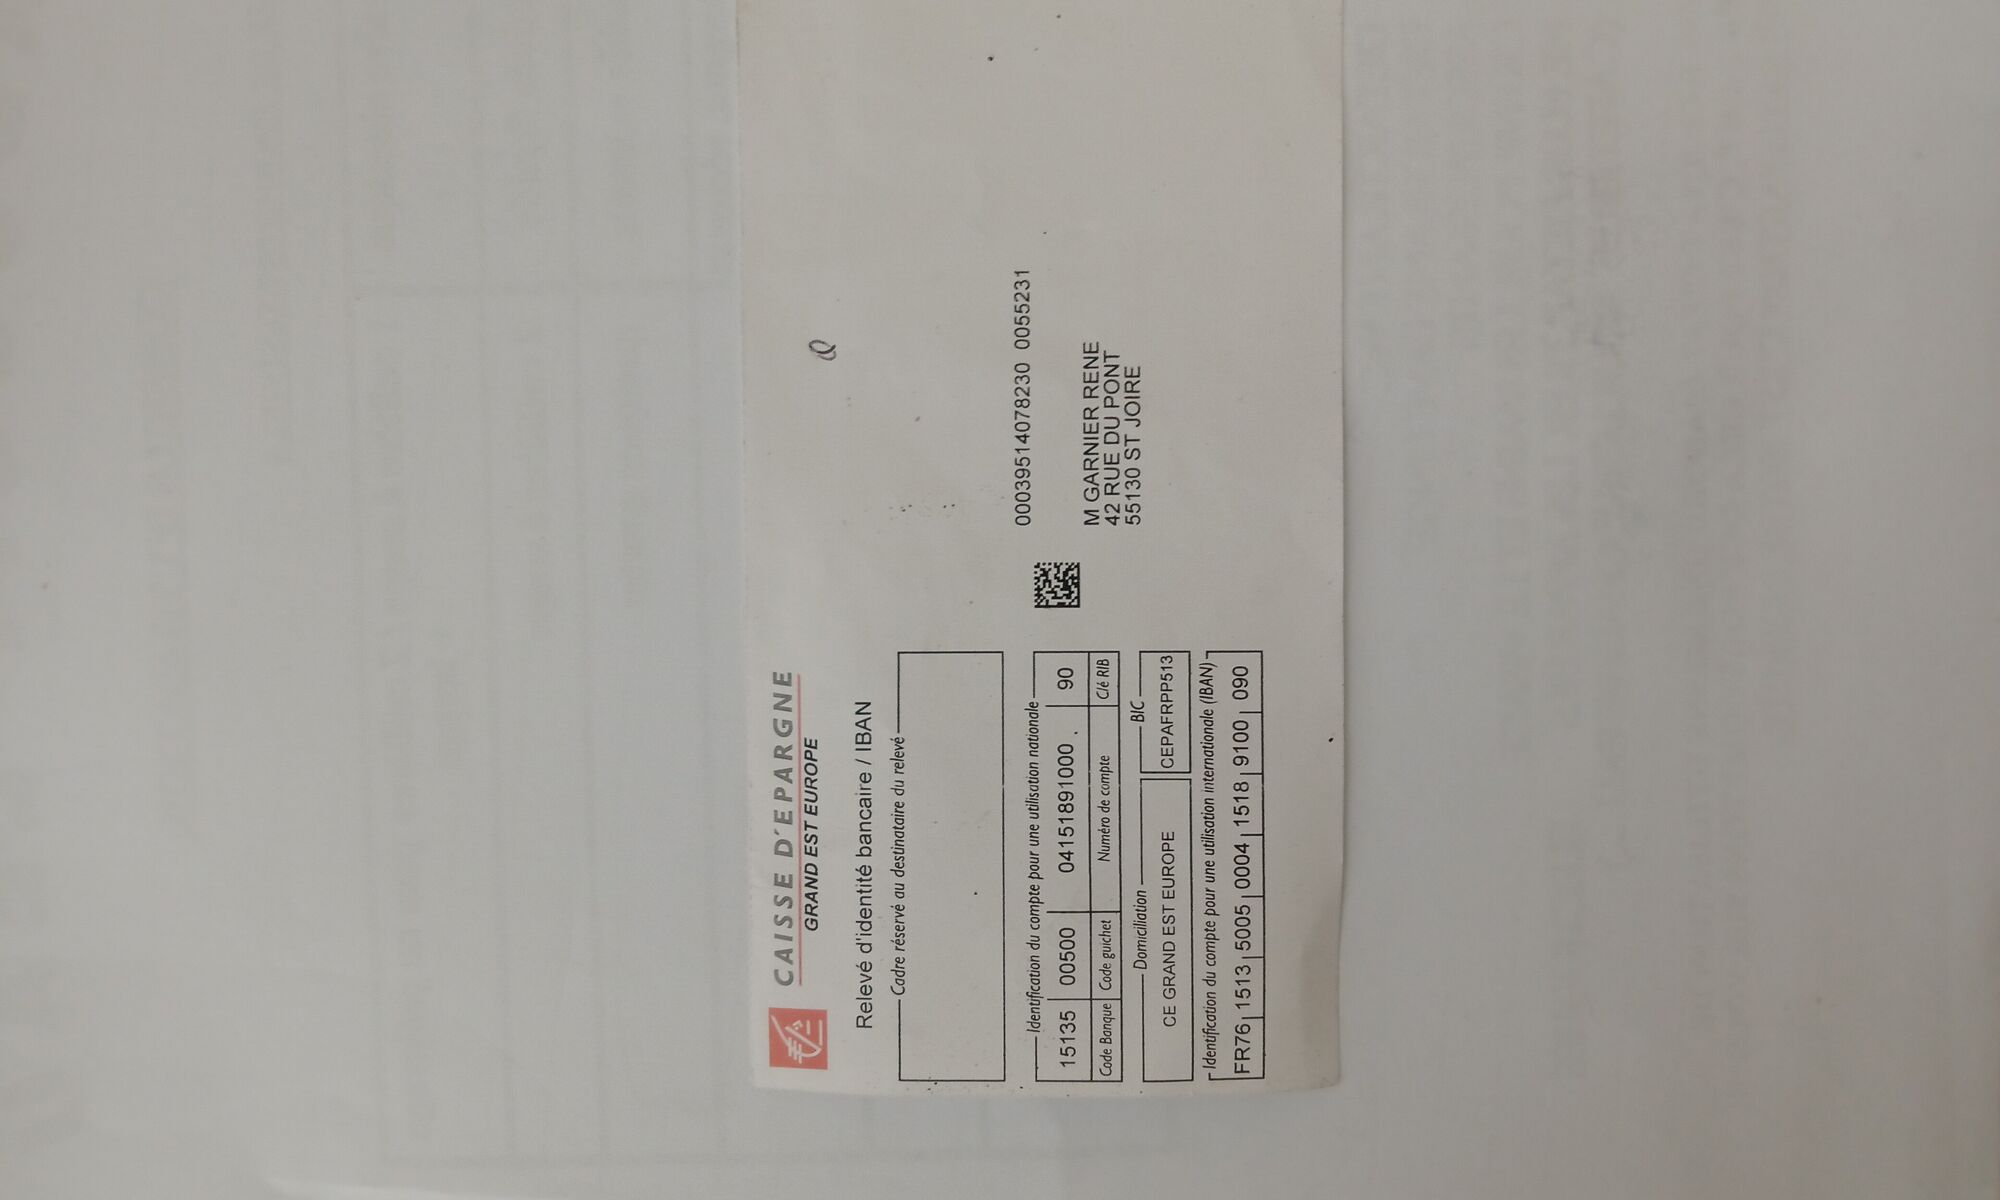 CAISSE D'EPARGNE
GRAND EST EUROPE
Relevé d'identité bancaire / IBAN
Cadre réservé au destinataire du relevé
Identification du compte pour une utilisation nationale
15135 00500 04151891000 90
Code Banque Code guichet Numéro de compte Clé RIB
Domiciliation BIC
CE GRAND EST EUROPE CEPAFRPP513
Identification du compte pour une utilisation internationale (IBAN)
FR76 1513 5005 0004 1518 9100 090
00039514078230 0055231
M GARNIER RENE
42 RUE DU PONT
55130 ST JOIRE